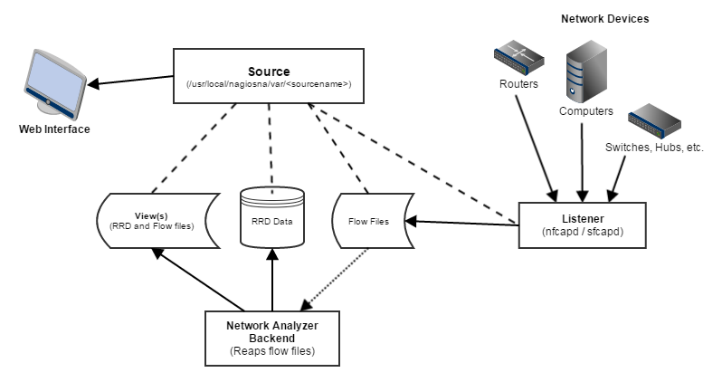 Network Devices
Source
(/usr/local/nagiosna/var/<sourcename>)
Routers
Computers
Web Interface
Switches, Hubs, etc.
View(s)
(RRD and Flow files)
RRD Data
Flow Files
Listener
(nfcapd / sfcapd)
Network Analyzer
Backend
(Reaps flow files)